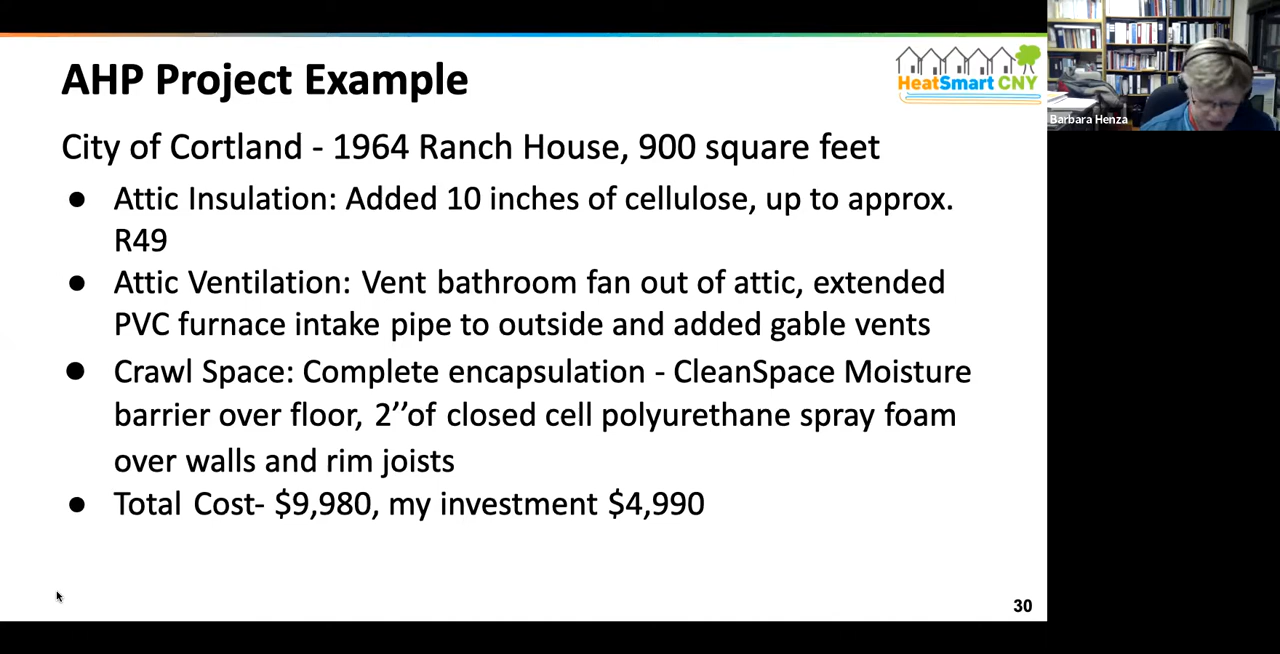 AHP Project Example
HeatSmart CNY
Barbara Henza
City of Cortland - 1964 Ranch House, 900 square feet
● Attic Insulation: Added 10 inches of cellulose, up to approx.
R49
● Attic Ventilation: Vent bathroom fan out of attic, extended
PVC furnace intake pipe to outside and added gable vents
● Crawl Space: Complete encapsulation - CleanSpace Moisture
barrier over floor, 2’’of closed cell polyurethane spray foam
over walls and rim joists
● Total Cost- $9,980, my investment $4,990
30